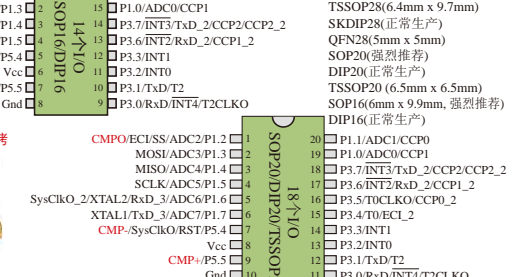 P1.3 2 15 P1.0/ADC0/CCP1
P1.4 3 14 P3.7/INT3/TxD_2/CCP2/CCP2_2
P1.5 4 13 P3.6/INT2/RxD_2/CCP1_2
P5.4 5 12 P3.3/INT1
Vcc 6 11 P3.2/INT0
P5.5 7 10 P3.1/TxD/T2
Gnd 8 9 P3.0/RxD/INT4/T2CLKO
SOP16/DIP16
14个I/O
TSSOP28(6.4mm x 9.7mm)
SKDIP28(正常生产)
QFN28(5mm x 5mm)
SOP20(强烈推荐)
DIP20(正常生产)
TSSOP20 (6.5mm x 6.5mm)
SOP16(6mm x 9.9mm, 强烈推荐)
DIP16(正常生产)
CMPO/ECI/SS/ADC2/P1.2 1 20 P1.1/ADC1/CCP0
MOSI/ADC3/P1.3 2 19 P1.0/ADC0/CCP1
MISO/ADC4/P1.4 3 18 P3.7/INT3/TxD_2/CCP2/CCP2_2
SCLK/ADC5/P1.5 4 17 P3.6/INT2/RxD_2/CCP1_2
SysClkO_2/XTAL2/RxD_3/ADC6/P1.6 5 16 P3.5/T0CLKO/CCP0_2
XTAL1/TxD_3/ADC7/P1.7 6 15 P3.4/T0/ECI_2
CMP-/SysClkO/RST/P5.4 7 14 P3.3/INT1
Vcc 8 13 P3.2/INT0
CMP+/P5.5 9 12 P3.1/TxD/T2
Gnd 10 11 P3.0/RxD/INT4/T2CLKO
SOP20/DIP20/TSSOP
18个I/O